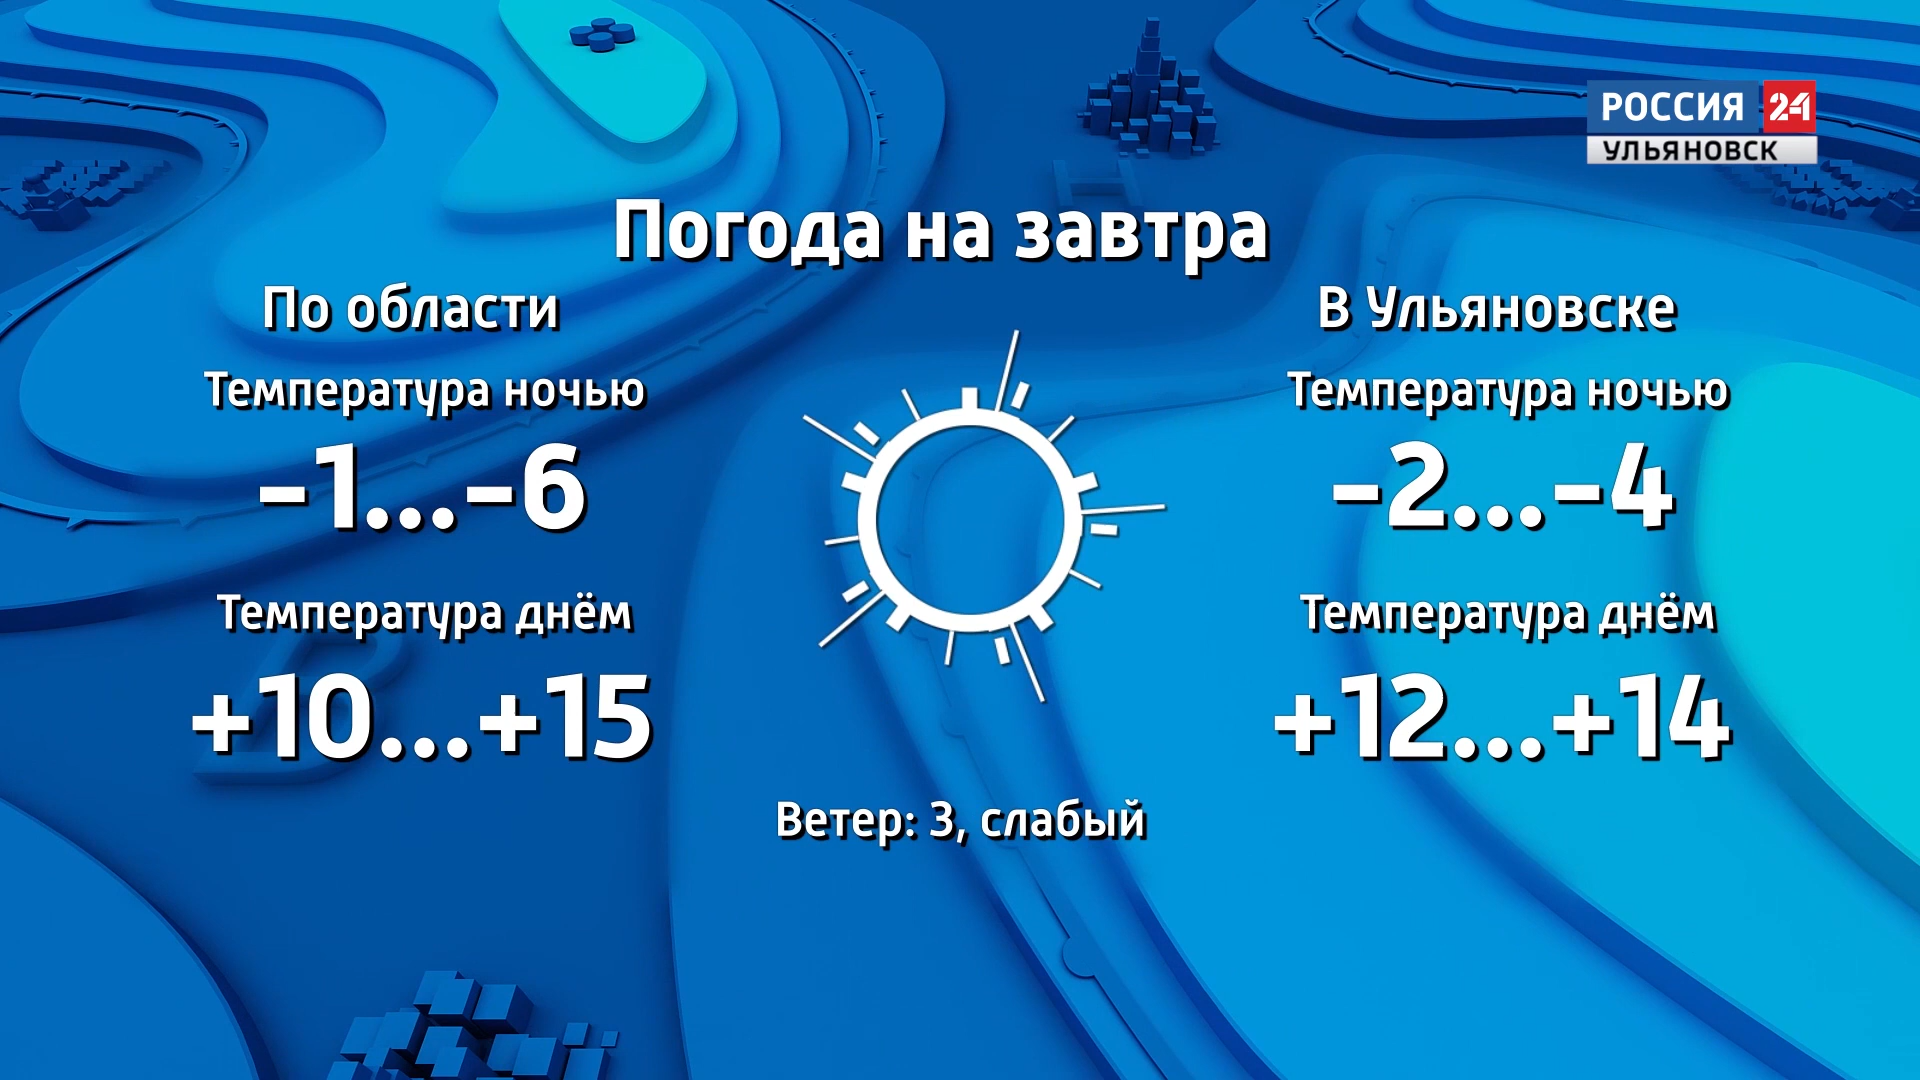 РОССИЯ 24
УЛЬЯНОВСК
Погода на завтра
По области
Температура ночью
-1...-6
Температура днём
+10...+15
В Ульяновске
Температура ночью
-2...-4
Температура днём
+12...+14
Ветер: 3, слабый